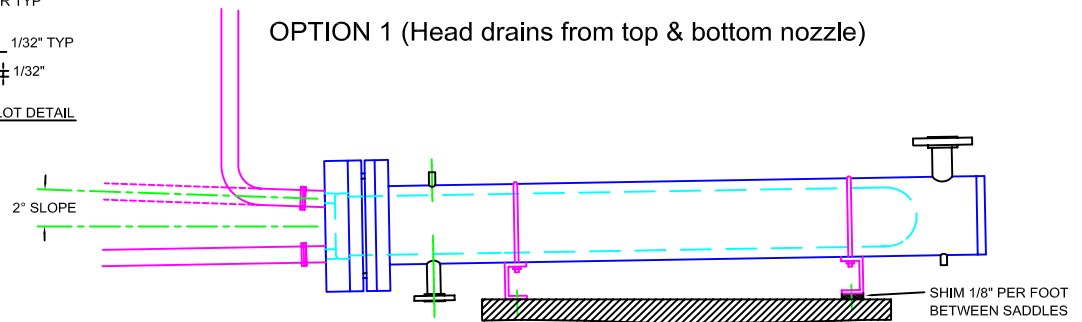 R TYP
1/32" TYP
1/32"
LOT DETAIL
OPTION 1 (Head drains from top & bottom nozzle)
2° SLOPE
SHIM 1/8" PER FOOT
BETWEEN SADDLES